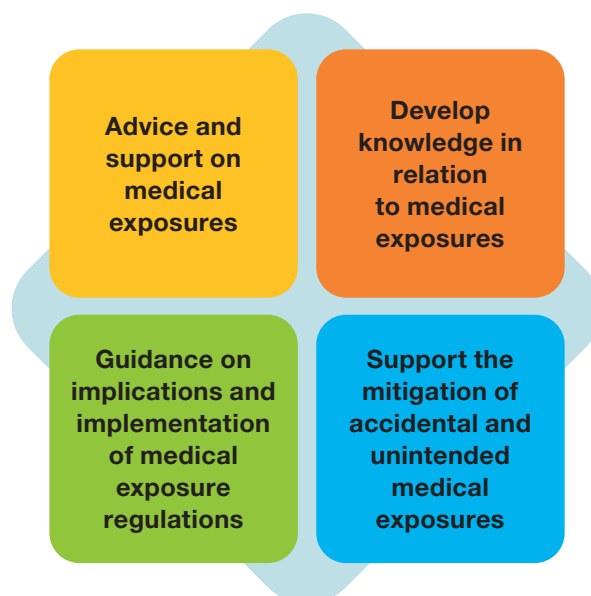 Advice and
support on
medical
exposures
Develop
knowledge in
relation
to medical
exposures
Guidance on
implications and
implementation
of medical
exposure
regulations
Support the
mitigation of
accidental and
unintended
medical
exposures